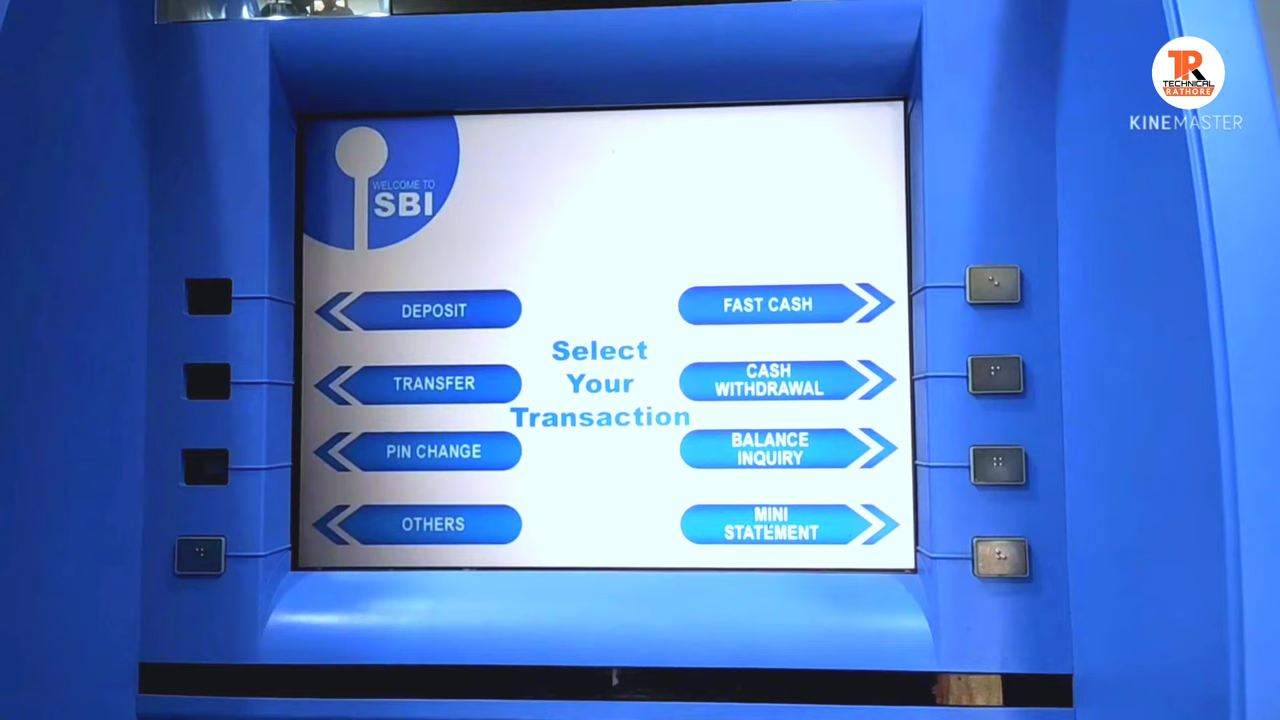 WELCOME TO
SBI
DEPOSIT
TRANSFER
PIN CHANGE
OTHERS
Select
Your
Transaction
FAST CASH
CASH
WITHDRAWAL
BALANCE
INQUIRY
MINI
STATEMENT
TR
TECHNICAL
RATHORE
KINEMASTER